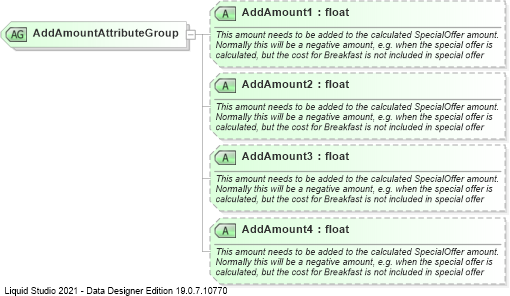 AG AddAmountAttributeGroup
A AddAmount1 : float
This amount needs to be added to the calculated SpecialOffer amount.
Normally this will be a negative amount, e.g. when the special offer is
calculated, but the cost for Breakfast is not included in special offer
A AddAmount2 : float
This amount needs to be added to the calculated SpecialOffer amount.
Normally this will be a negative amount, e.g. when the special offer is
calculated, but the cost for Breakfast is not included in special offer
A AddAmount3 : float
This amount needs to be added to the calculated SpecialOffer amount.
Normally this will be a negative amount, e.g. when the special offer is
calculated, but the cost for Breakfast is not included in special offer
A AddAmount4 : float
This amount needs to be added to the calculated SpecialOffer amount.
Normally this will be a negative amount, e.g. when the special offer is
calculated, but the cost for Breakfast is not included in special offer
Liquid Studio 2021 - Data Designer Edition 19.0.7.10770